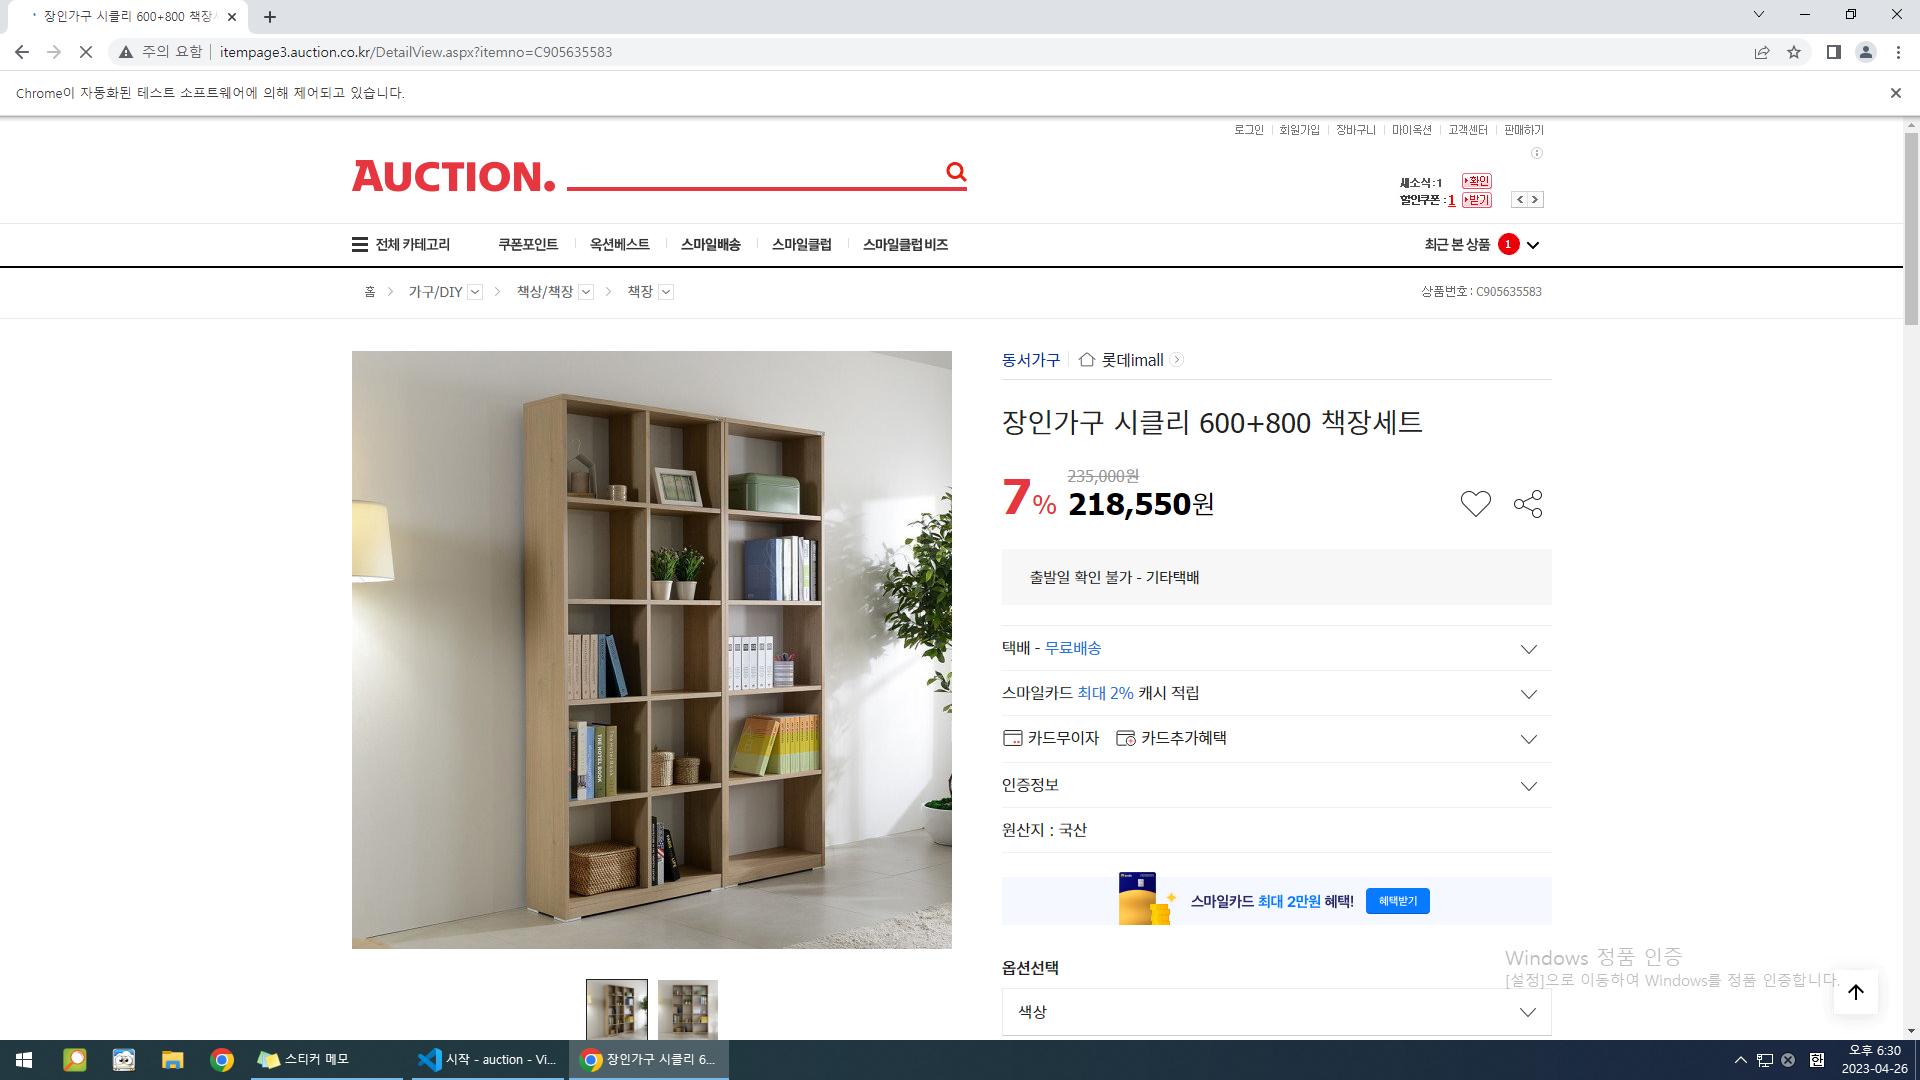 장인가구 시클리 600+800 책장세
주의 요함
itempage3.auction.co.kr/DetailView.aspx?itemno=C905635583
Chrome이 자동화된 테스트 소프트웨어에 의해 제어되고 있습니다.
로그인 회원가입 장바구니 마이옥션 고객센터 판매하기
AUCTION.
새소식 : 1 확인
할인쿠폰 : 1 받기
전체 카테고리 쿠폰포인트 옥션베스트 스마일배송 스마일클럽 스마일클럽 비즈 최근 본 상품 1
홈 가구/DIY 책상/책장 책장 상품번호 : C905635583
동서가구 롯데imall
장인가구 시클리 600+800 책장세트
235,000원
7% 218,550원
출발일 확인 불가 - 기타택배
택배 - 무료배송
스마일카드 최대 2% 캐시 적립
카드무이자 카드추가혜택
인증정보
원산지 : 국산
스마일카드 최대 2만원 혜택! 혜택받기
옵션선택
색상
Windows 정품 인증
[설정]으로 이동하여 Windows를 정품 인증합니다.
스티커 메모
시작 - auction - Vi...
장인가구 시클리 6...
한
오후 6:30
2023-04-26